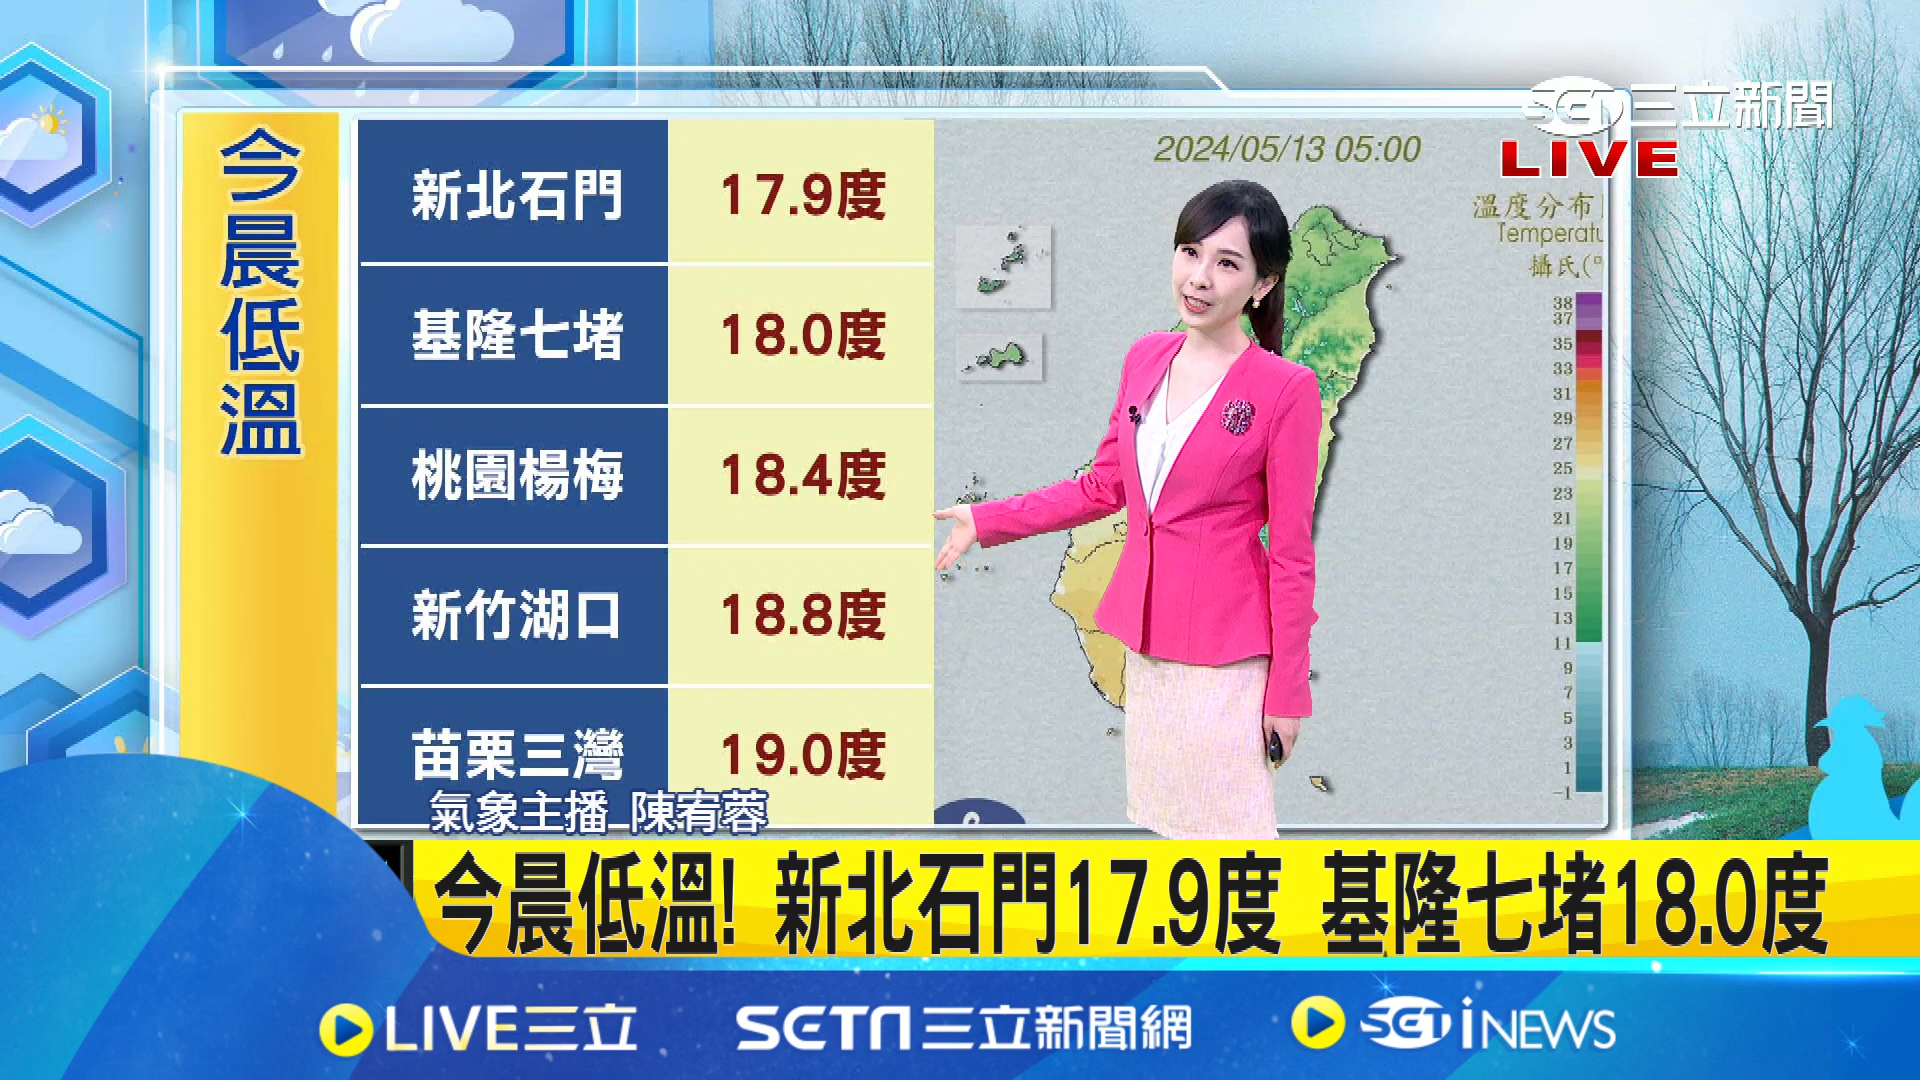 SET三立新聞
LIVE
今晨低溫
新北石門 17.9度
基隆七堵 18.0度
桃園楊梅 18.4度
新竹湖口 18.8度
苗栗三灣 19.0度
2024/05/13 05:00
溫度分布
Temperatu
攝氏(°
38
37
35
33
31
29
27
25
23
21
19
17
15
13
11
9
7
5
3
1
-1
氣象主播 陳宥蓉
今晨低溫! 新北石門17.9度 基隆七堵18.0度
LIVE三立
SETN三立新聞網
SET iNEWS